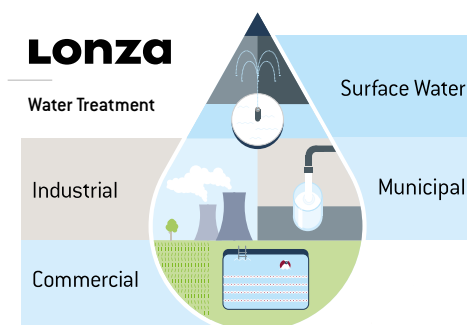 Lonza
Water Treatment
Surface Water
Industrial
Municipal
Commercial